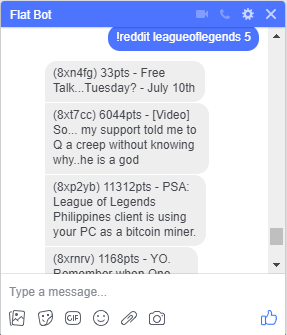 Flat Bot
!reddit leagueoflegends 5
(8xn4fg) 33pts - Free
Talk...Tuesday? - July 10th
(8xt7cc) 6044pts - [Video]
So... my support told me to
Q a creep without knowing
why..he is a god
(8xp2yb) 11312pts - PSA:
League of Legends
Philippines client is using
your PC as a bitcoin miner.
(8xrnrv) 1168pts - YO.
Remember when One
Type a message...
GIF